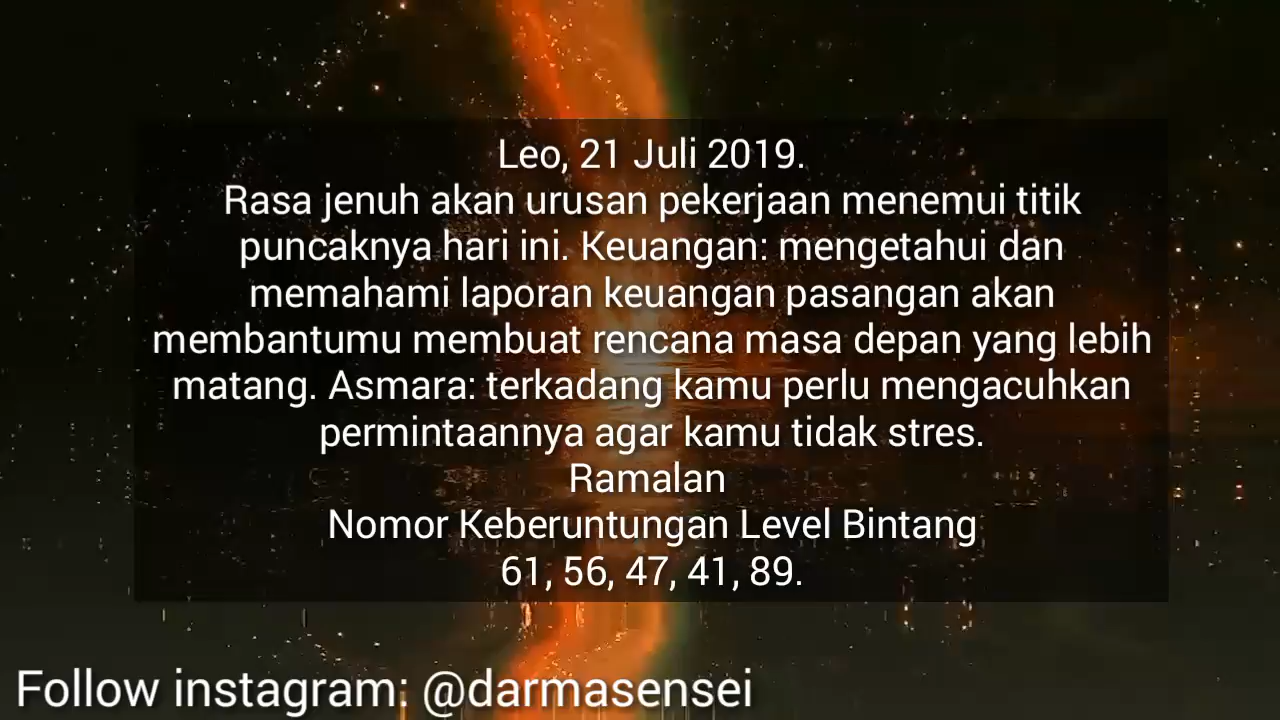 Leo, 21 Juli 2019.
Rasa jenuh akan urusan pekerjaan menemui titik
puncaknya hari ini. Keuangan: mengetahui dan
memahami laporan keuangan pasangan akan
membantumu membuat rencana masa depan yang lebih
matang. Asmara: terkadang kamu perlu mengacuhkan
permintaannya agar kamu tidak stres.
Ramalan
Nomor Keberuntungan Level Bintang
61, 56, 47, 41, 89.
Follow instagram: @darmasensei